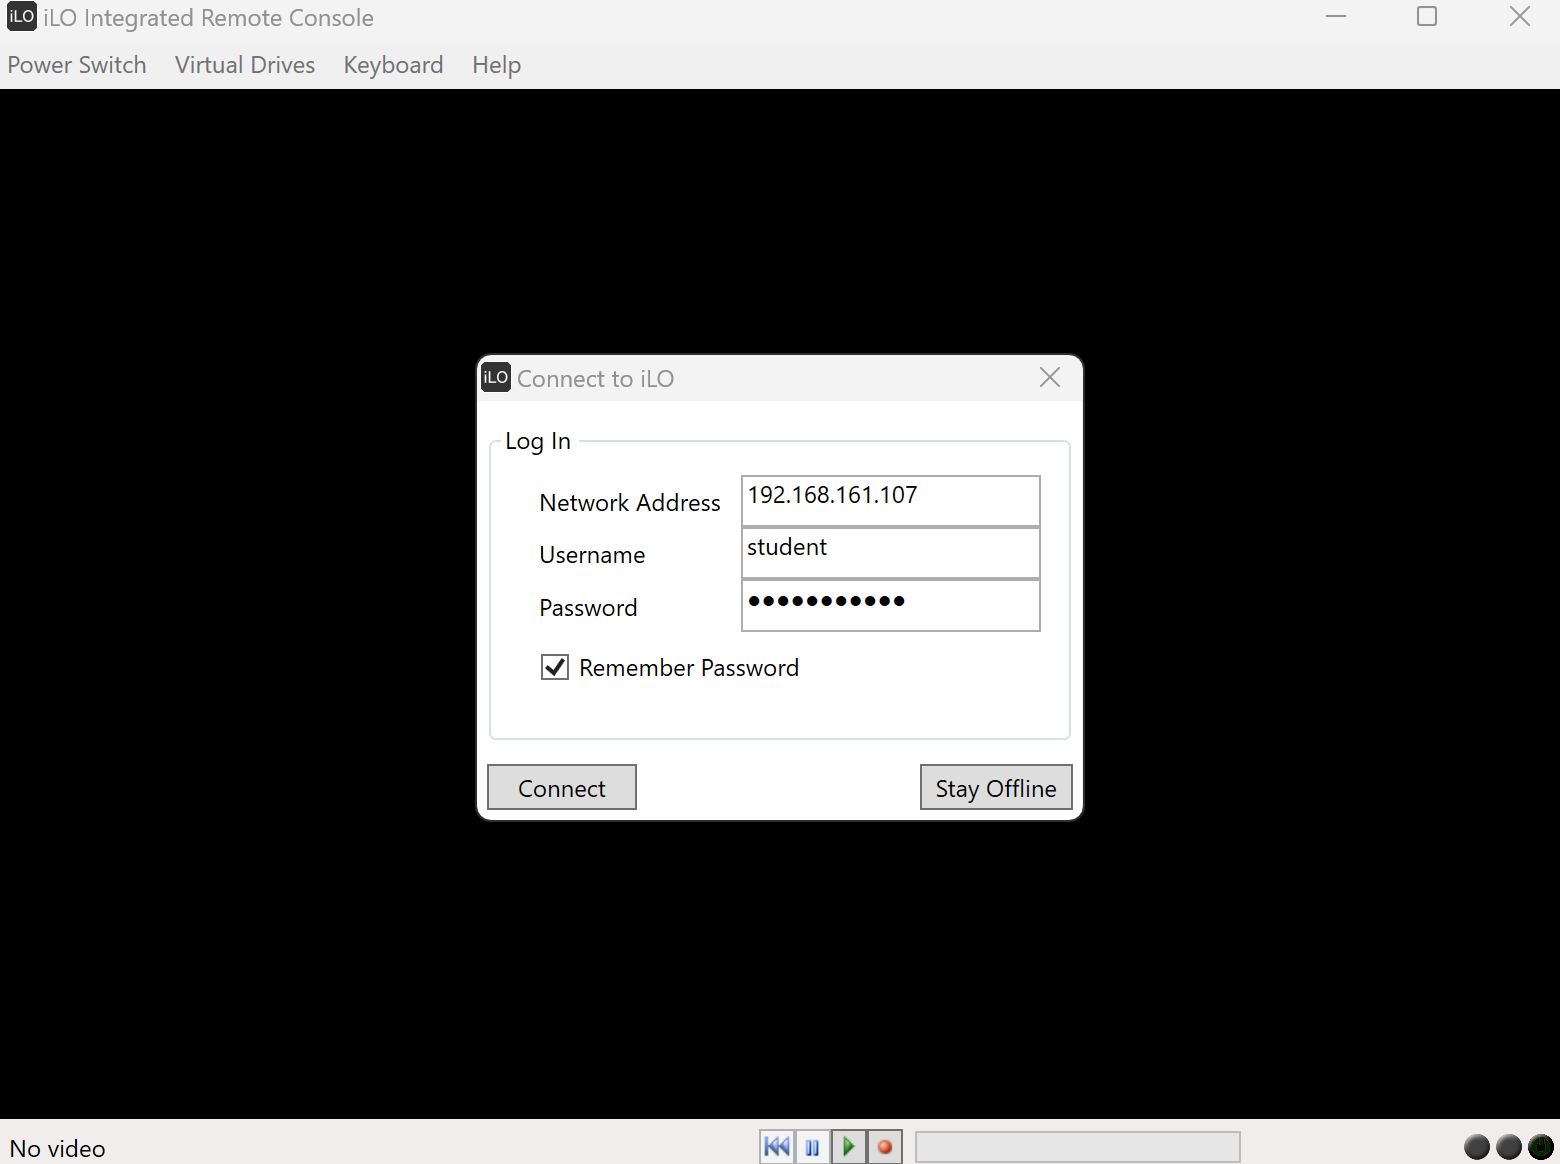 iLO iLO Integrated Remote Console
Power Switch Virtual Drives Keyboard Help
iLO Connect to iLO
Log In
Network Address 192.168.161.107
Username student
Password ●●●●●●●●●●●
Remember Password
Connect Stay Offline
No video